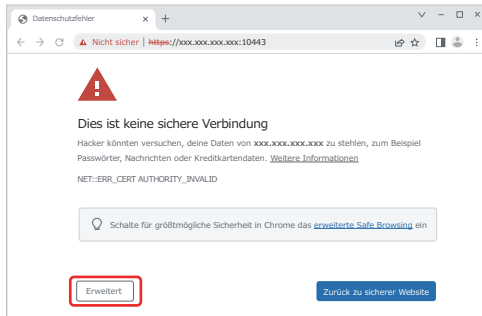 Datenschutzfehler
Nicht sicher | https://xxx.xxx.xxx.xxx:10443
Dies ist keine sichere Verbindung
Hacker könnten versuchen, deine Daten von xxx.xxx.xxx.xxx zu stehlen, zum Beispiel
Passwörter, Nachrichten oder Kreditkartendaten. Weitere Informationen
NET::ERR_CERT AUTHORITY_INVALID
Schalte für größtmögliche Sicherheit in Chrome das erweiterte Safe Browsing ein
Erweitert
Zurück zu sicherer Website